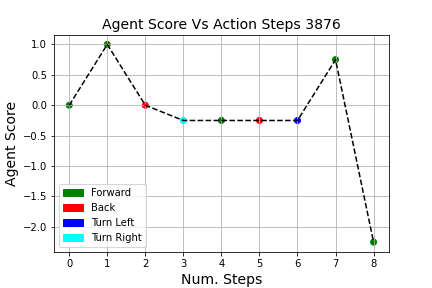 Agent Score Vs Action Steps 3876
1.0
0.5
0.0
−0.5
−1.0
−1.5
−2.0
Agent Score
Forward
Back
Turn Left
Turn Right
0 1 2 3 4 5 6 7 8
Num. Steps